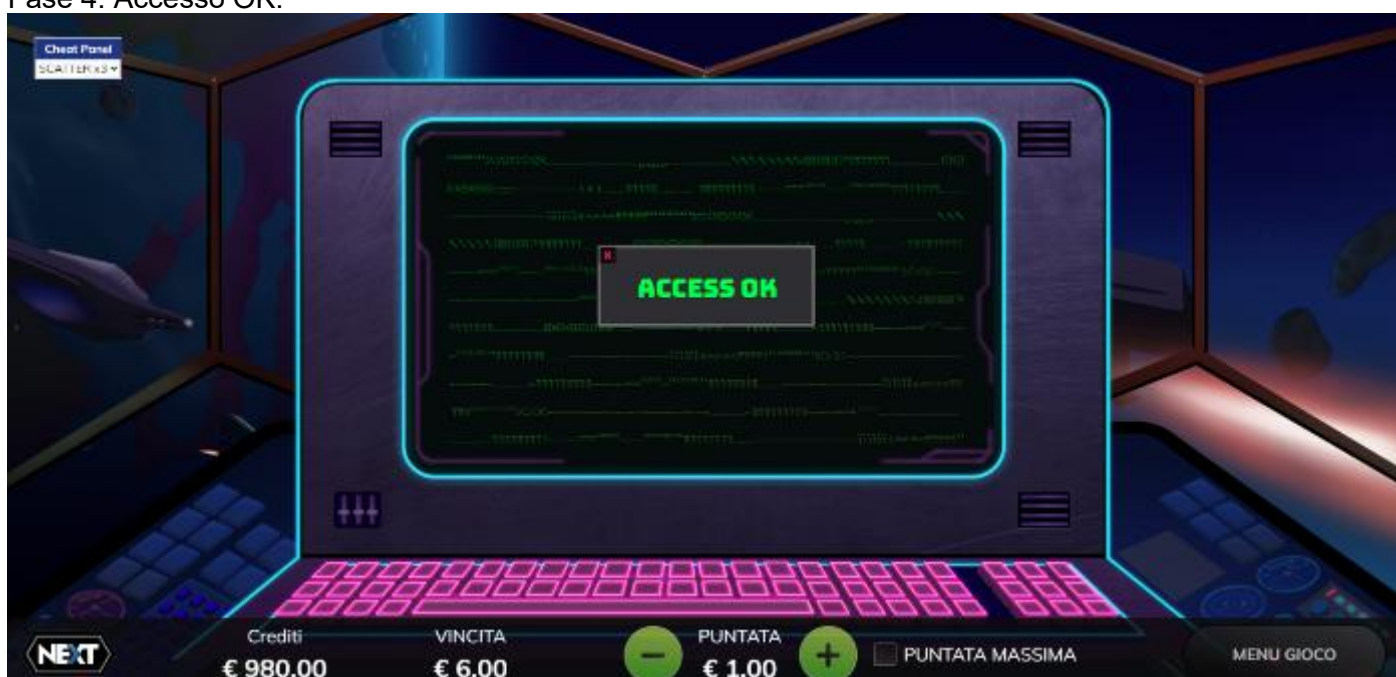 Fase 4: Accesso OK.
Cheat Panel
SCATTER x3
X
ACCESS OK
NEXT
Crediti
€ 980,00
VINCITA
€ 6,00
PUNTATA
€ 1,00
PUNTATA MASSIMA
MENU GIOCO